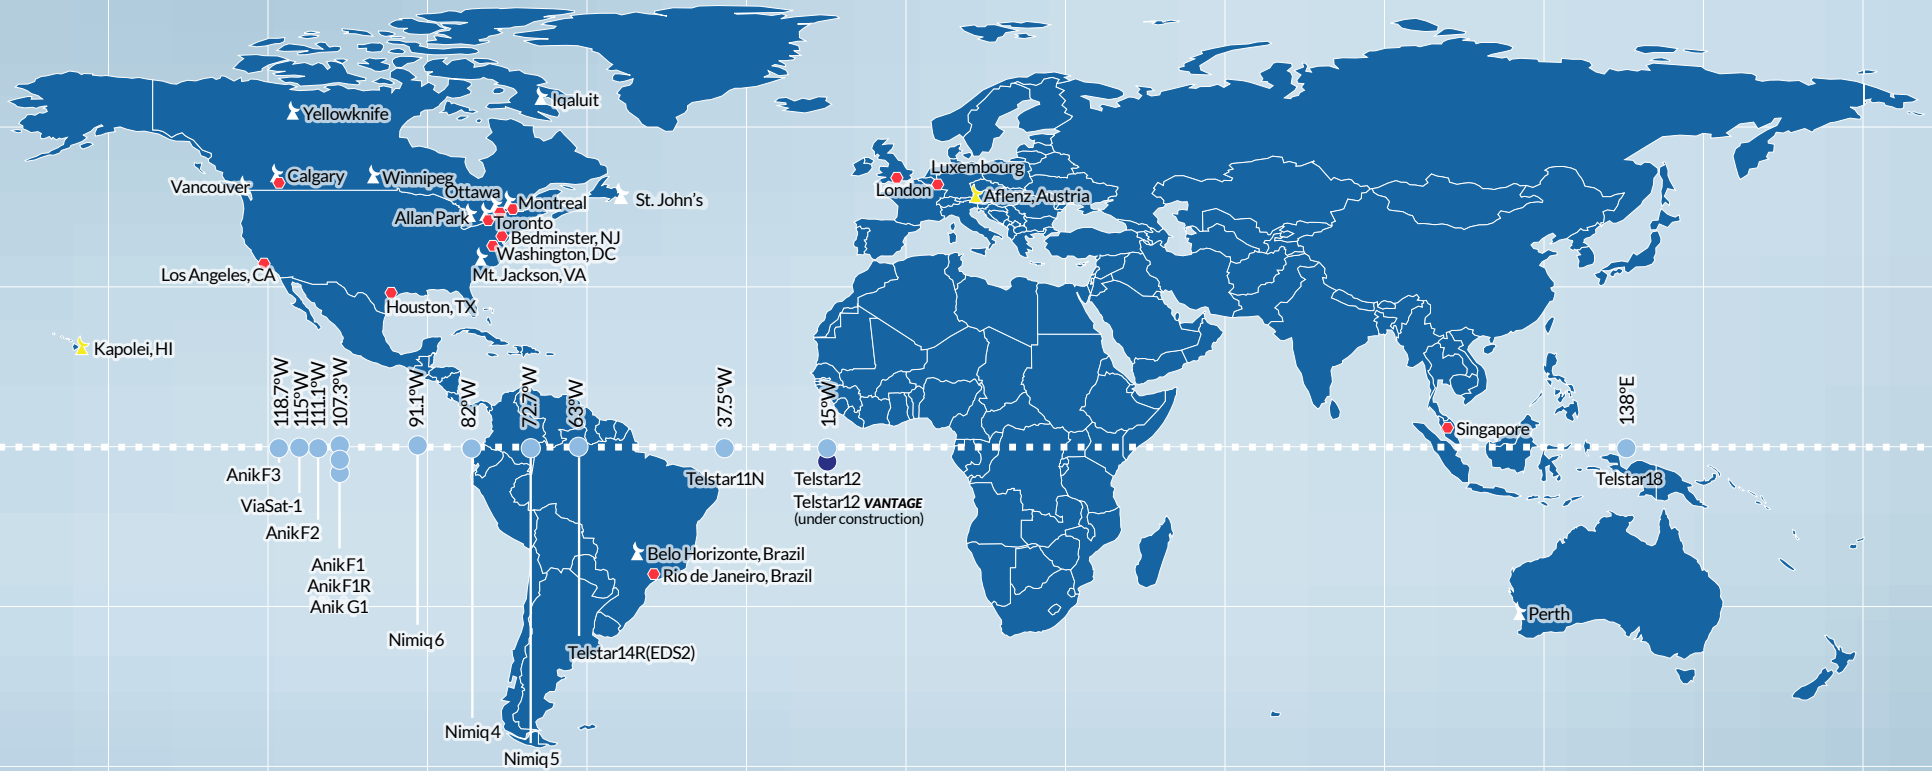 Iqaluit
Yellowknife
Calgary
Winnipeg
Vancouver
Ottawa
St. John's
Montreal
Allan Park
Toronto
Bedminster, NJ
Washington, DC
Los Angeles, CA
Mt. Jackson, VA
Houston, TX
Kapolei, HI
Luxembourg
London
Aflenz, Austria
Singapore
118.7°W
115°W
111.1°W
107.3°W
91.1°W
82°W
72.7°W
63°W
37.5°W
15°W
138°E
Anik F3
ViaSat-1
Anik F2
Anik F1
Anik F1R
Anik G1
Nimiq 6
Nimiq 4
Nimiq 5
Telstar 14R(EDS2)
Telstar 11N
Telstar 12
Telstar 12 VANTAGE
(under construction)
Telstar 18
Belo Horizonte, Brazil
Rio de Janeiro, Brazil
Perth